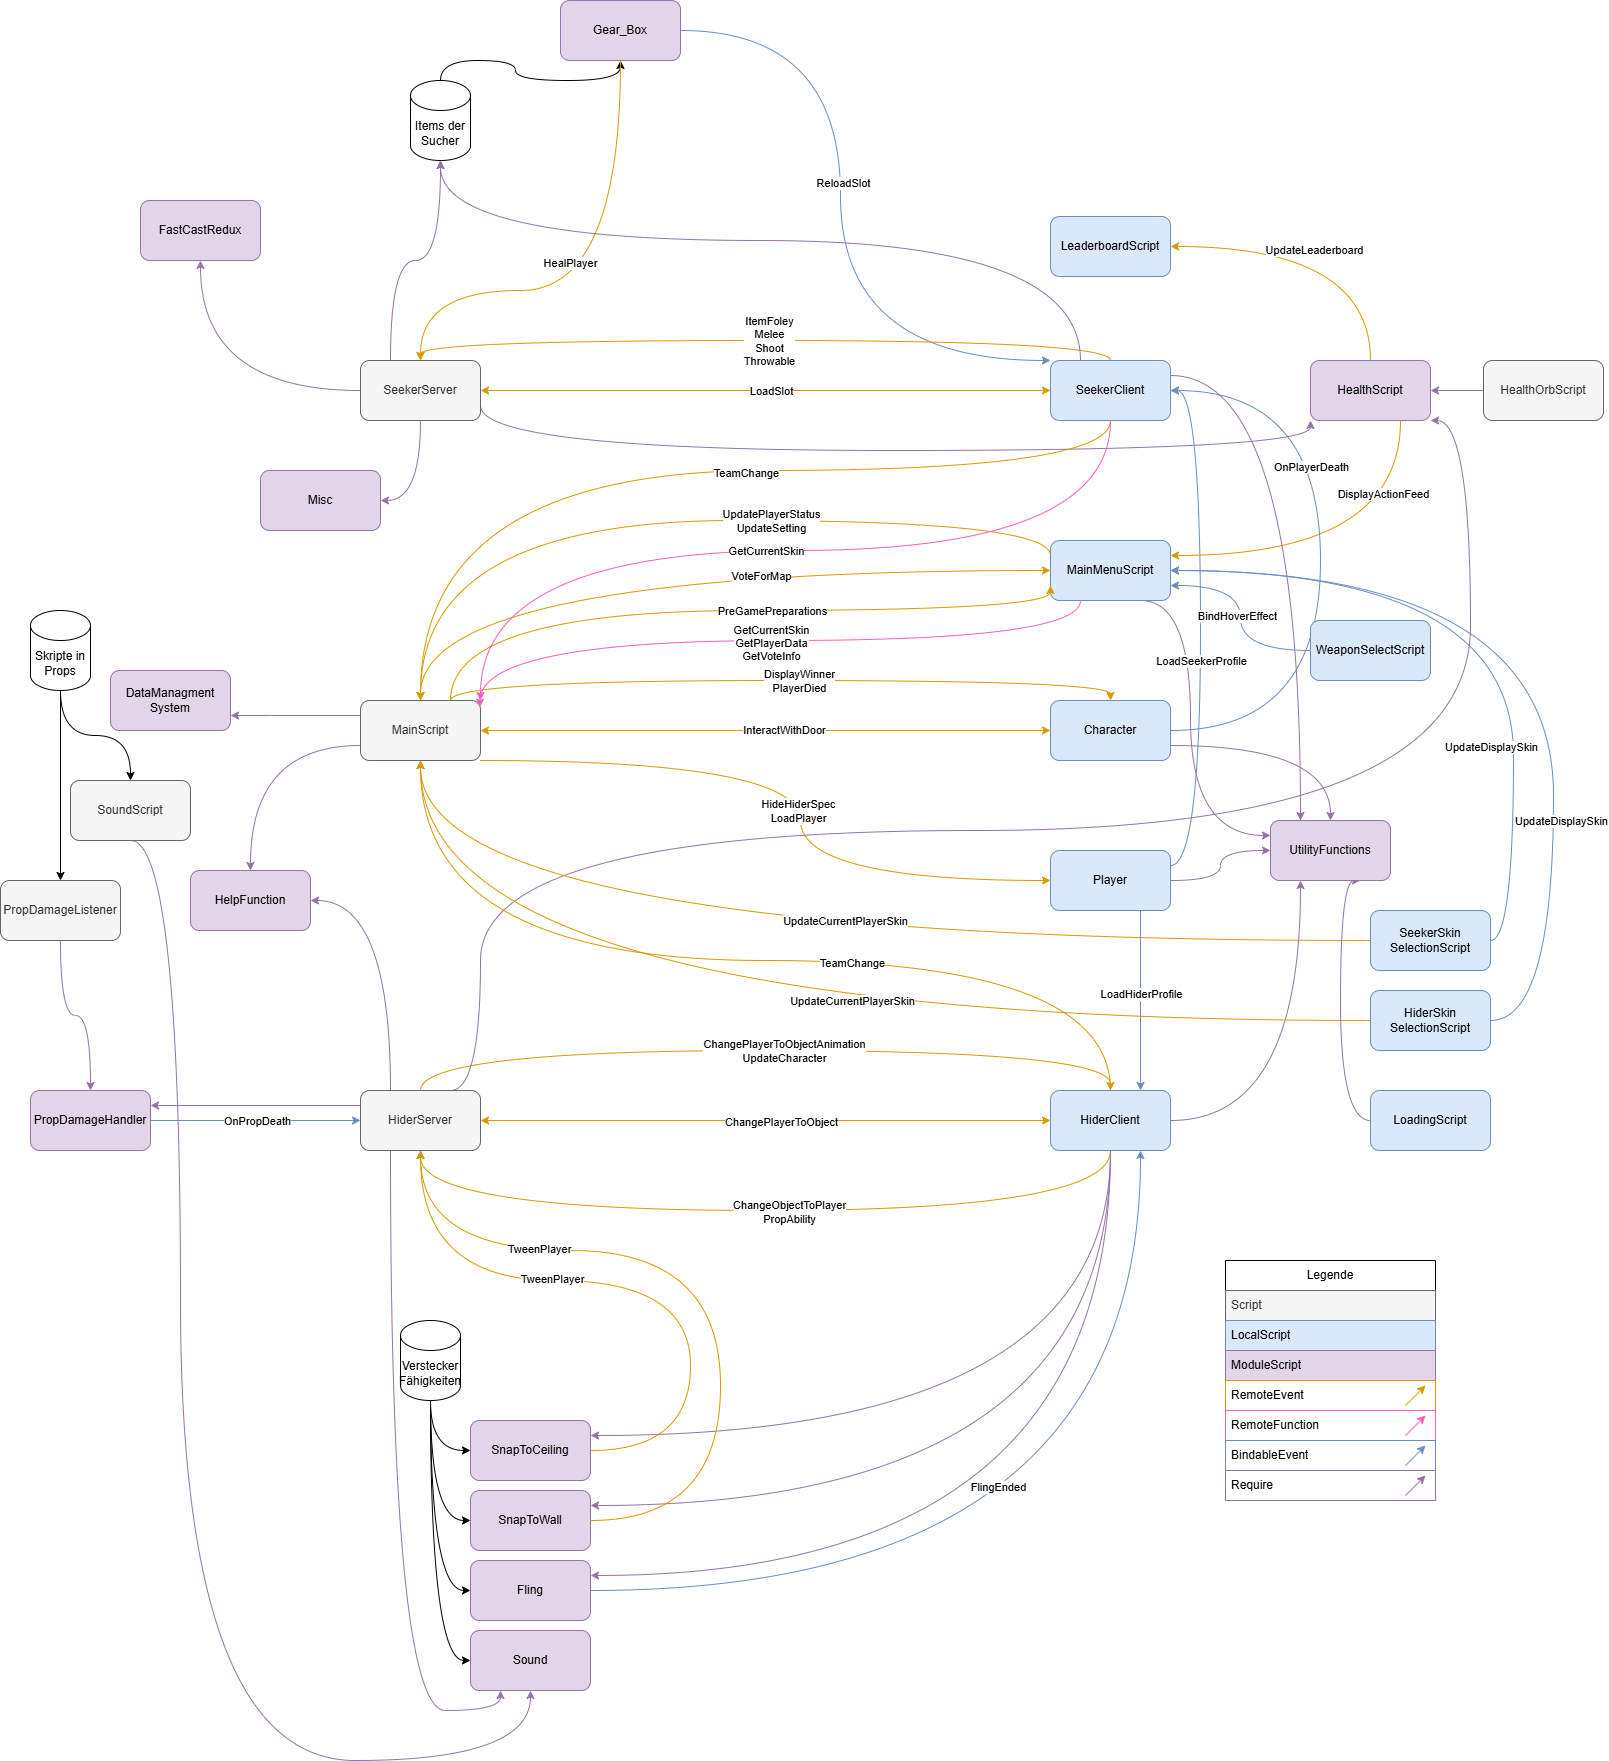 Gear_Box
Items der
Sucher
ReloadSlot
FastCastRedux
HealPlayer
LeaderboardScript
UpdateLeaderboard
ItemFoley
Melee
Shoot
Throwable
SeekerServer
LoadSlot
SeekerClient
HealthScript
HealthOrbScript
TeamChange
OnPlayerDeath
DisplayActionFeed
Misc
UpdatePlayerStatus
UpdateSetting
GetCurrentSkin
VoteForMap
MainMenuScript
PreGamePreparations
BindHoverEffect
GetCurrentSkin
GetPlayerData
GetVoteInfo
WeaponSelectScript
LoadSeekerProfile
Skripte in
Props
DataManagment
System
DisplayWinner
PlayerDied
MainScript
InteractWithDoor
Character
UpdateDisplaySkin
SoundScript
HideHiderSpec
LoadPlayer
UpdateDisplaySkin
UtilityFunctions
Player
HelpFunction
PropDamageListener
UpdateCurrentPlayerSkin
SeekerSkin
SelectionScript
TeamChange
LoadHiderProfile
UpdateCurrentPlayerSkin
HiderSkin
SelectionScript
ChangePlayerToObjectAnimation
UpdateCharacter
PropDamageHandler
OnPropDeath
HiderServer
ChangePlayerToObject
HiderClient
LoadingScript
ChangeObjectToPlayer
PropAbility
TweenPlayer
TweenPlayer
Legende
Script
LocalScript
ModuleScript
RemoteEvent
RemoteFunction
BindableEvent
Require
Verstecker
Fähigkeiten
SnapToCeiling
FlingEnded
SnapToWall
Fling
Sound